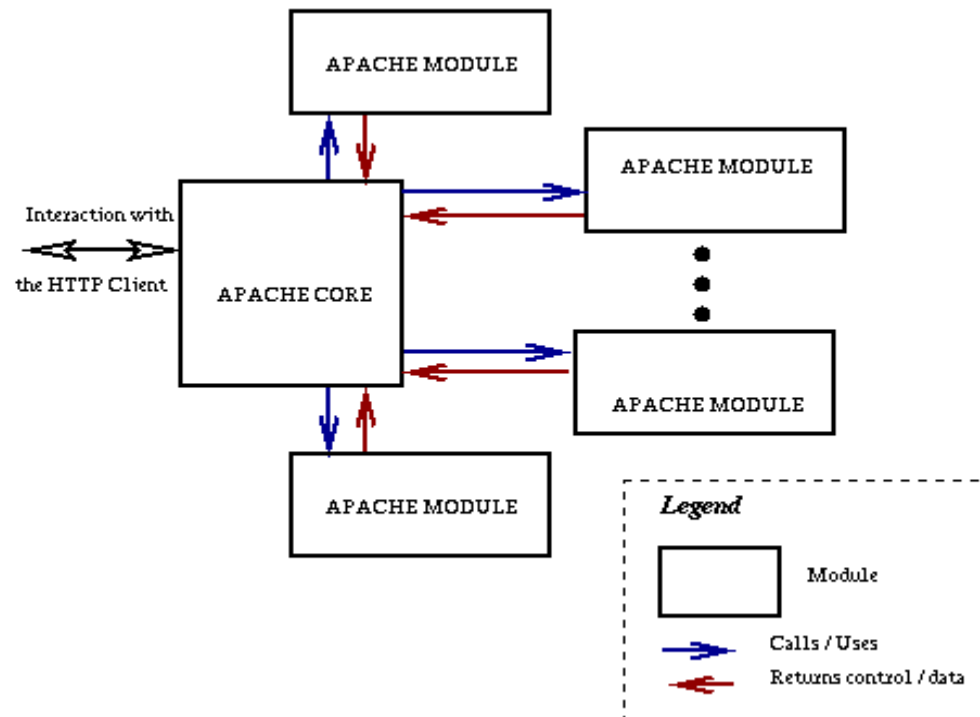 APACHE MODULE
APACHE MODULE
Interaction with
the HTTP Client
APACHE CORE
APACHE MODULE
APACHE MODULE
Legend
Module
Calls / Uses
Returns control / data